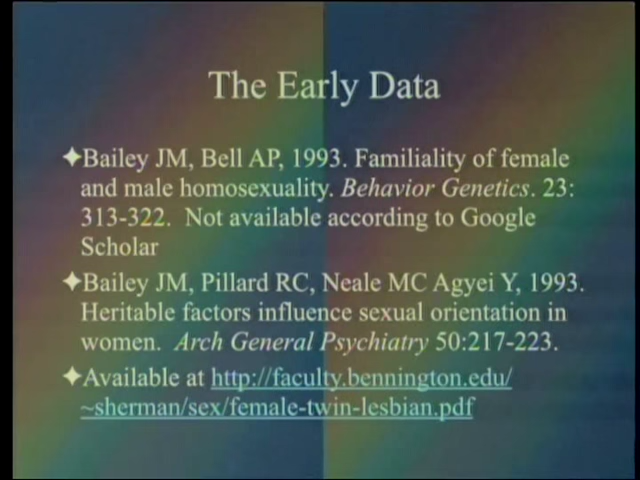 The Early Data
✦Bailey JM, Bell AP, 1993. Familiality of female
and male homosexuality. Behavior Genetics. 23:
313-322.  Not available according to Google
Scholar
✦Bailey JM, Pillard RC, Neale MC Agyei Y, 1993.
Heritable factors influence sexual orientation in
women.  Arch General Psychiatry 50:217-223.
✦Available at http://faculty.bennington.edu/
~sherman/sex/female-twin-lesbian.pdf